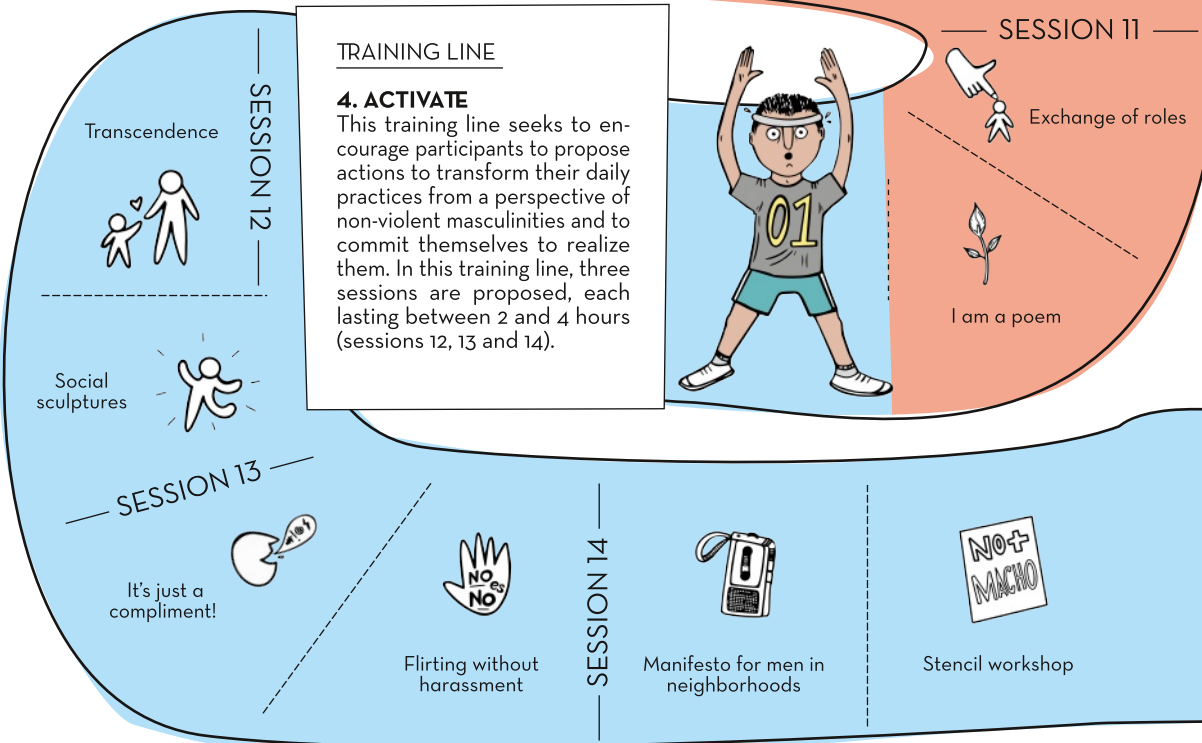 SESSION 11
Exchange of roles
I am a poem
TRAINING LINE
4. ACTIVATE
This training line seeks to en-
courage participants to propose
actions to transform their daily
practices from a perspective of
non-violent masculinities and to
commit themselves to realize
them. In this training line, three
sessions are proposed, each
lasting between 2 and 4 hours
(sessions 12, 13 and 14).
01
SESSION 12
Transcendence
Social
sculptures
SESSION 13
It's just a
compliment!
NO
es
NO
Flirting without
harassment
SESSION 14
Manifesto for men in
neighborhoods
NO+
MACHO
Stencil workshop